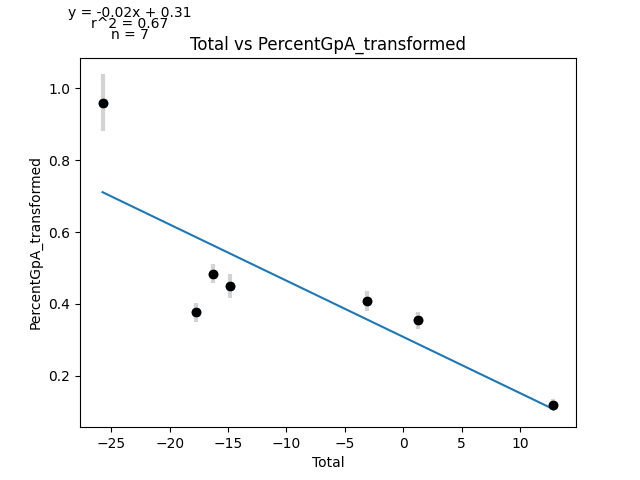 y = -0.02x + 0.31
r^2 = 0.67
n = 7
Total vs PercentGpA_transformed
PercentGpA_transformed
1.0
0.8
0.6
0.4
0.2
−25 −20 −15 −10 −5 0 5 10
Total